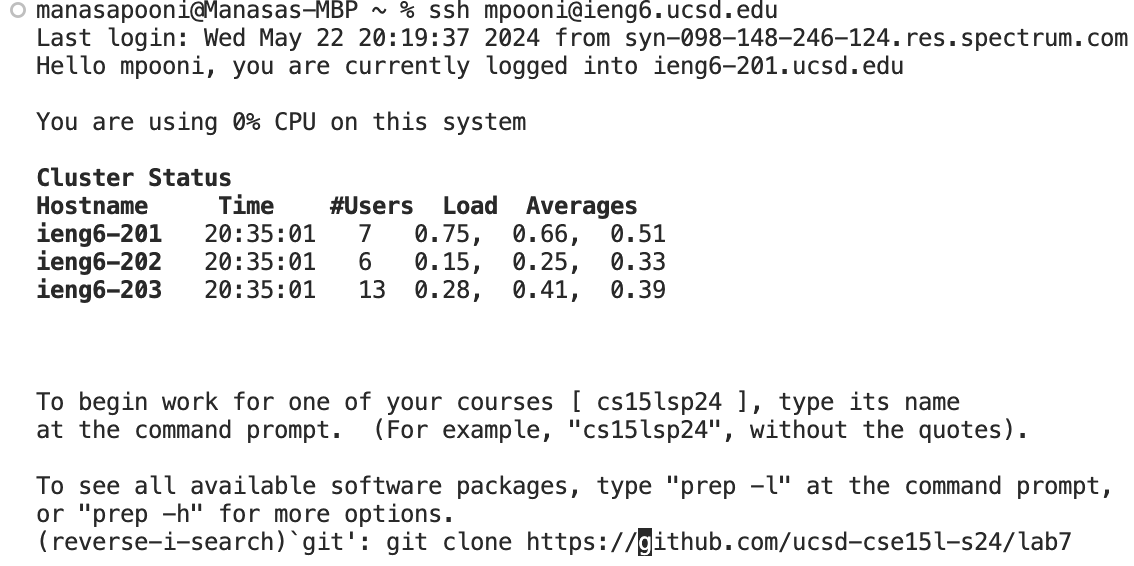 manasapooni@Manasas-MBP ~ % ssh mpooni@ieng6.ucsd.edu
Last login: Wed May 22 20:19:37 2024 from syn-098-148-246-124.res.spectrum.com
Hello mpooni, you are currently logged into ieng6-201.ucsd.edu
You are using 0% CPU on this system
Cluster Status
Hostname     Time    #Users  Load  Averages
ieng6-201   20:35:01   7   0.75,  0.66,  0.51
ieng6-202   20:35:01   6   0.15,  0.25,  0.33
ieng6-203   20:35:01   13  0.28,  0.41,  0.39
To begin work for one of your courses [ cs15lsp24 ], type its name
at the command prompt.  (For example, "cs15lsp24", without the quotes).
To see all available software packages, type "prep -l" at the command prompt,
or "prep -h" for more options.
(reverse-i-search)`git': git clone https://github.com/ucsd-cse15l-s24/lab7